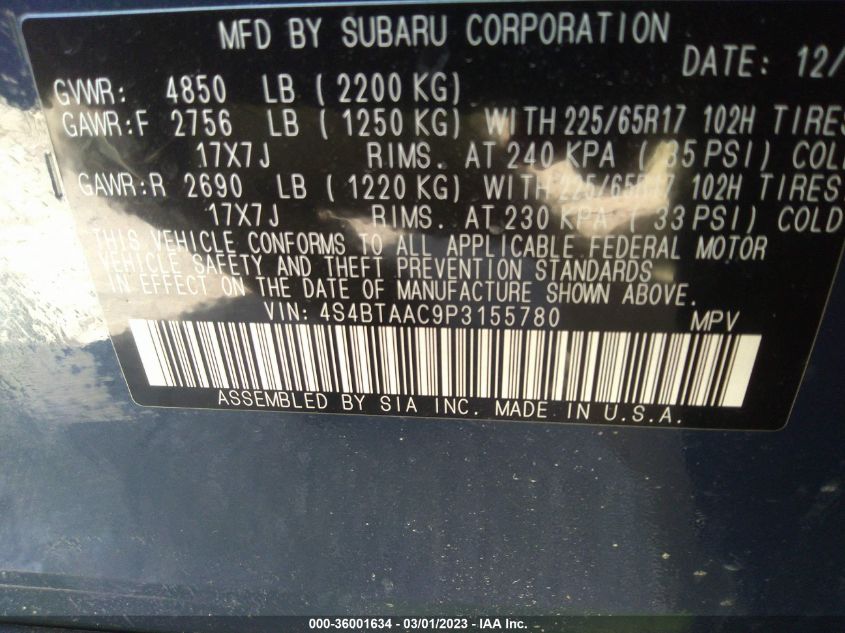 MFD BY SUBARU CORPORATION
DATE: 12/
GVWR: 4850 LB ( 2200 KG)
GAWR:F 2756 LB ( 1250 KG) WITH 225/65R17 102H TIRES
17X7J RIMS. AT 240 KPA ( 35 PSI) COLD
GAWR:R 2690 LB ( 1220 KG) WITH 225/65R17 102H TIRES
17X7J RIMS. AT 230 KPA ( 33 PSI) COLD
THIS VEHICLE CONFORMS TO ALL APPLICABLE FEDERAL MOTOR
VEHICLE SAFETY AND THEFT PREVENTION STANDARDS
IN EFFECT ON THE DATE OF MANUFACTURE SHOWN ABOVE.
VIN: 4S4BTAAC9P3155780 MPV
ASSEMBLED BY SIA INC. MADE IN U.S.A.
000-36001634 - 03/01/2023 - IAA Inc.